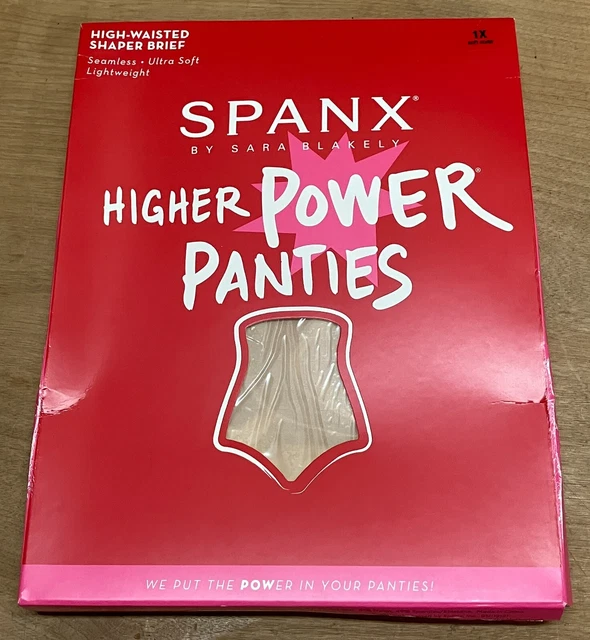 HIGH-WAISTED
SHAPER BRIEF
Seamless • Ultra Soft
Lightweight
1X
SPANX®
BY SARA BLAKELY
HIGHER POWER®
PANTIES
WE PUT THE POWER IN YOUR PANTIES!